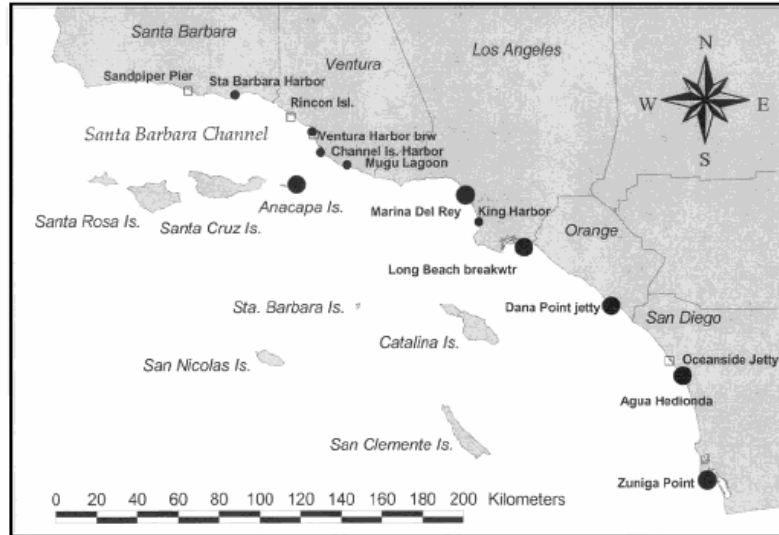 Santa Barbara
Ventura
Los Angeles
N
W
E
S
Sandpiper Pier
Sta Barbara Harbor
Rincon Isl.
Santa Barbara Channel
Ventura Harbor brw
Channel Is. Harbor
Mugu Lagoon
Santa Rosa Is.
Santa Cruz Is.
Anacapa Is.
Marina Del Rey
King Harbor
Orange
Long Beach breakwtr
Sta. Barbara Is.
Dana Point jetty
San Diego
Catalina Is.
San Nicolas Is.
Oceanside Jetty
Agua Hedionda
San Clemente Is.
Zuniga Point
0 20 40 60 80 100 120 140 160 180 200 Kilometers